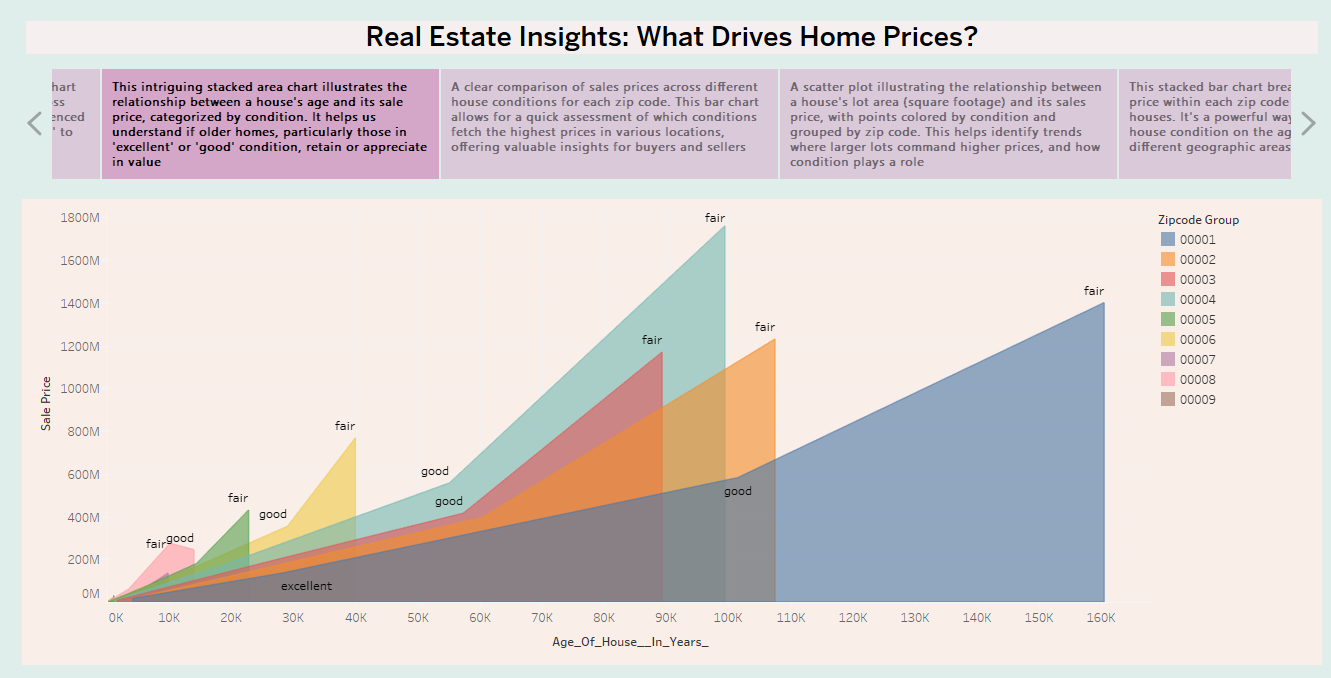 Real Estate Insights: What Drives Home Prices?
hart
ss
enced
" to
This intriguing stacked area chart illustrates the
relationship between a house's age and its sale
price, categorized by condition. It helps us
understand if older homes, particularly those in
'excellent' or 'good' condition, retain or appreciate
in value
A clear comparison of sales prices across different
house conditions for each zip code. This bar chart
allows for a quick assessment of which conditions
fetch the highest prices in various locations,
offering valuable insights for buyers and sellers
A scatter plot illustrating the relationship between
a house's lot area (square footage) and its sales
price, with points colored by condition and
grouped by zip code. This helps identify trends
where larger lots command higher prices, and how
condition plays a role
This stacked bar chart brea
price within each zip code
houses. It's a powerful way
house condition on the ag
different geographic areas
1800M
1600M
1400M
1200M
1000M
800M
600M
400M
200M
0M
Sale Price
fair
fair
fair
fair
fair
good
good
good
fair
good
fair
good
excellent
0K
10K
20K
30K
40K
50K
60K
70K
80K
90K
100K
110K
120K
130K
140K
150K
160K
Age_Of_House__In_Years_
Zipcode Group
00001
00002
00003
00004
00005
00006
00007
00008
00009